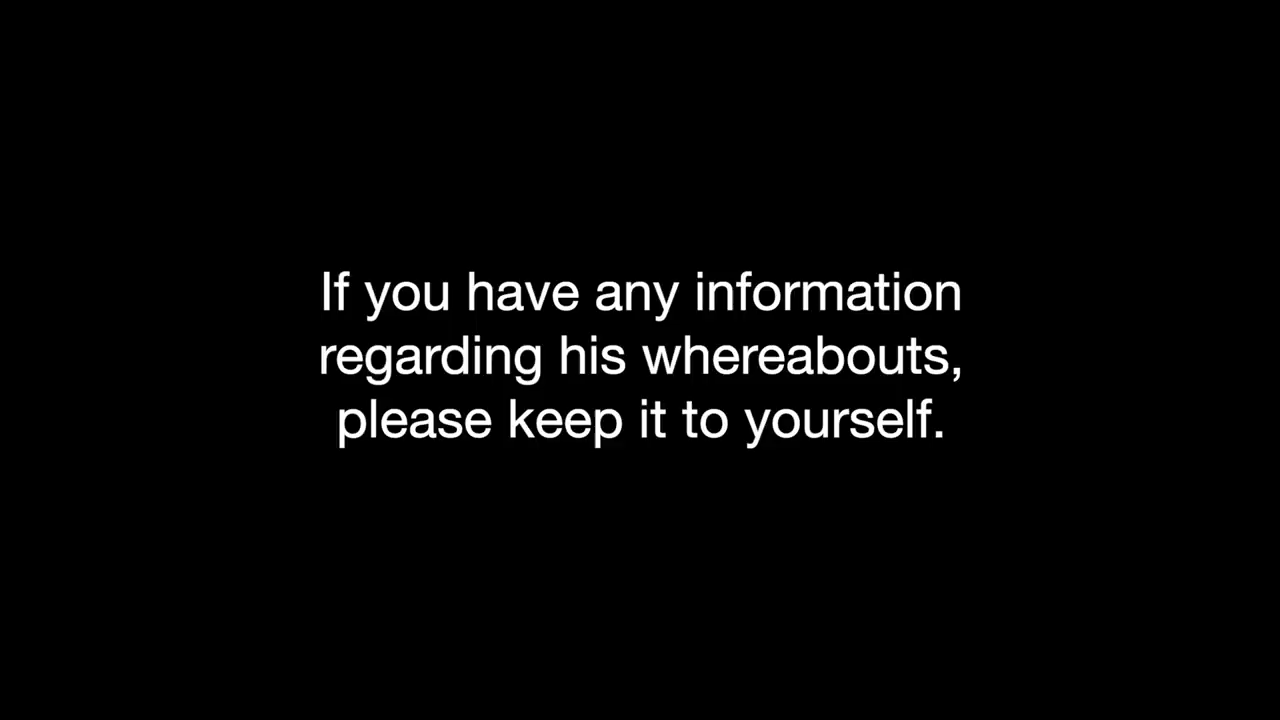 If you have any information
regarding his whereabouts,
please keep it to yourself.